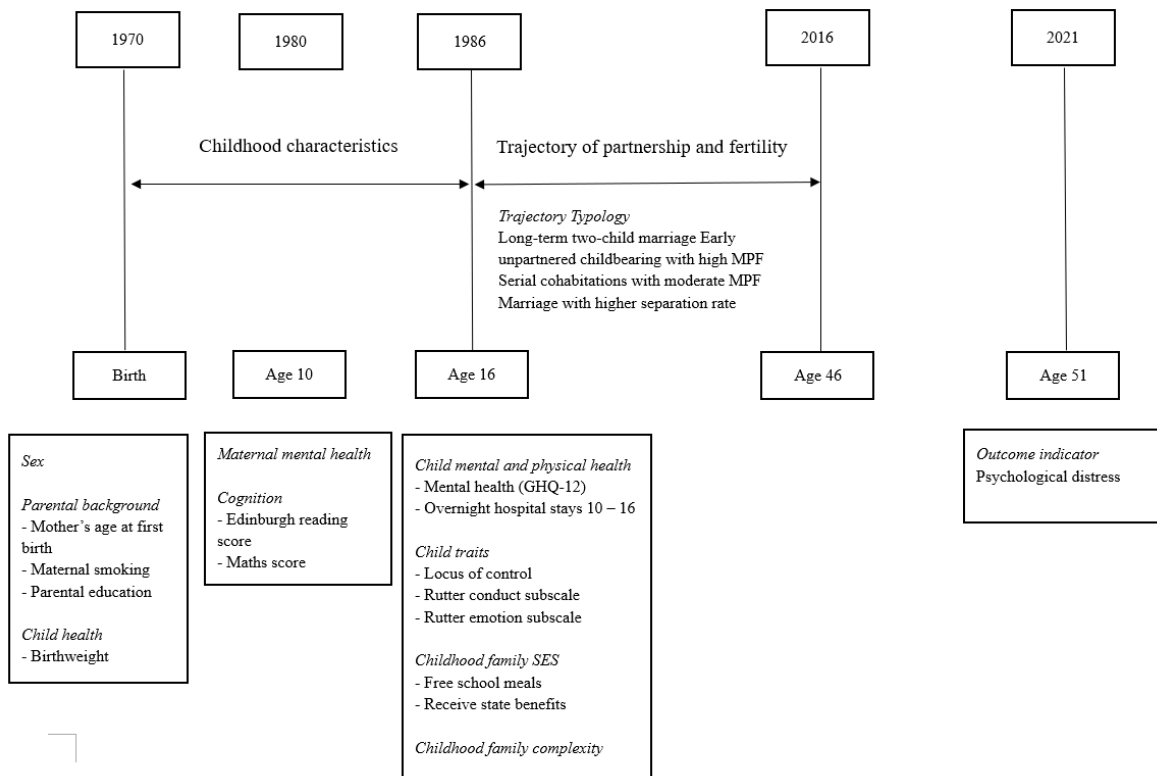 1970
1980
1986
2016
2021
Childhood characteristics
Trajectory of partnership and fertility
Trajectory Typology
Long-term two-child marriage Early
unpartnered childbearing with high MPF
Serial cohabitations with moderate MPF
Marriage with higher separation rate
Birth
Age 10
Age 16
Age 46
Age 51
Sex
Parental background
- Mother’s age at first
birth
- Maternal smoking
- Parental education
Child health
- Birthweight
Maternal mental health
Cognition
- Edinburgh reading
score
- Maths score
Child mental and physical health
- Mental health (GHQ-12)
- Overnight hospital stays 10 – 16
Child traits
- Locus of control
- Rutter conduct subscale
- Rutter emotion subscale
Childhood family SES
- Free school meals
- Receive state benefits
Childhood family complexity
Outcome indicator
Psychological distress